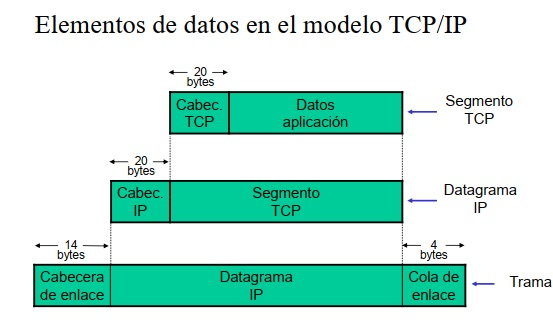 Elementos de datos en el modelo TCP/IP
20
bytes
Cabec.
TCP
Datos
aplicación
Segmento
TCP
20
bytes
Cabec.
IP
Segmento
TCP
Datagrama
IP
14
bytes
4
bytes
Cabecera
de enlace
Datagrama
IP
Cola de
enlace
Trama